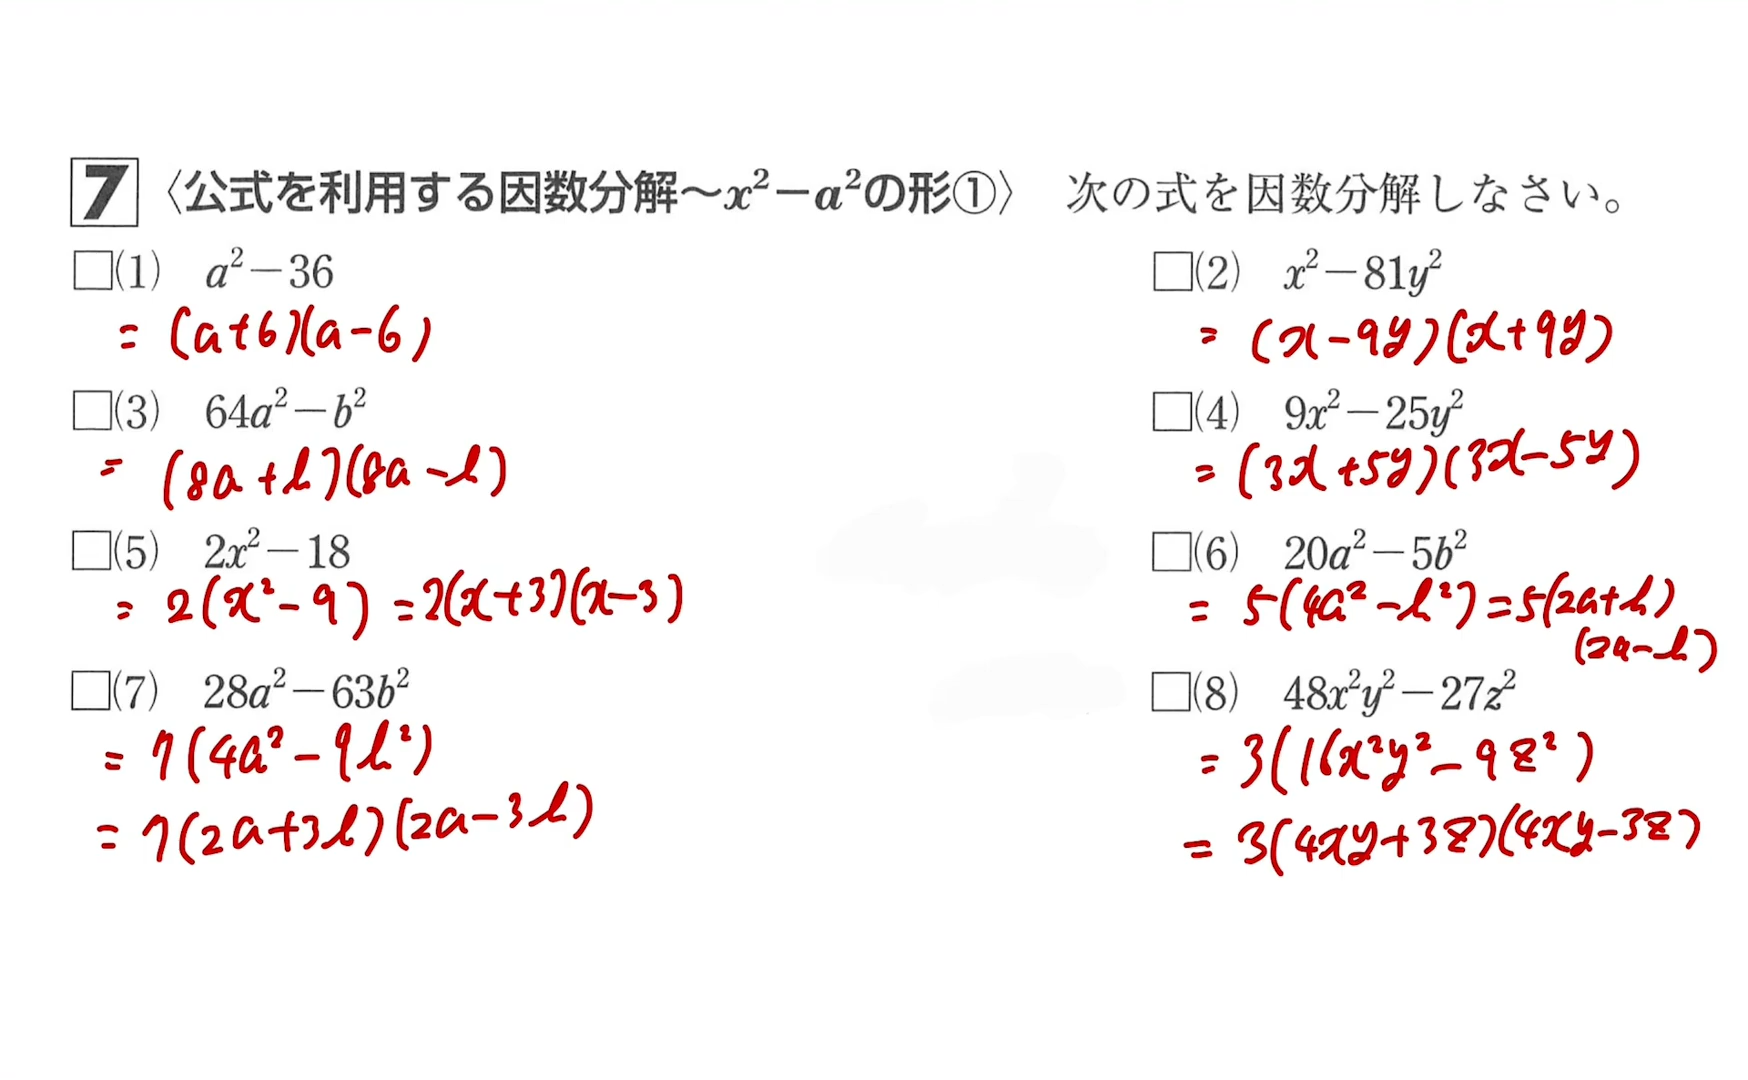 7 〈公式を利用する因数分解～x²－a²の形①〉 次の式を因数分解しなさい。
□(1) a²－36
= (a+6)(a-6)
□(2) x²－81y²
= (x-9y)(x+9y)
□(3) 64a²－b²
= (8a+b)(8a-b)
□(4) 9x²－25y²
= (3x+5y)(3x-5y)
□(5) 2x²－18
= 2(x²-9) = 2(x+3)(x-3)
□(6) 20a²－5b²
= 5(4a²-b²) = 5(2a+b)
(2a-b)
□(7) 28a²－63b²
= 7(4a²-9b²)
= 7(2a+3b)(2a-3b)
□(8) 48x²y²－27z²
= 3(16x²y²-9z²)
= 3(4xy+3z)(4xy-3z)